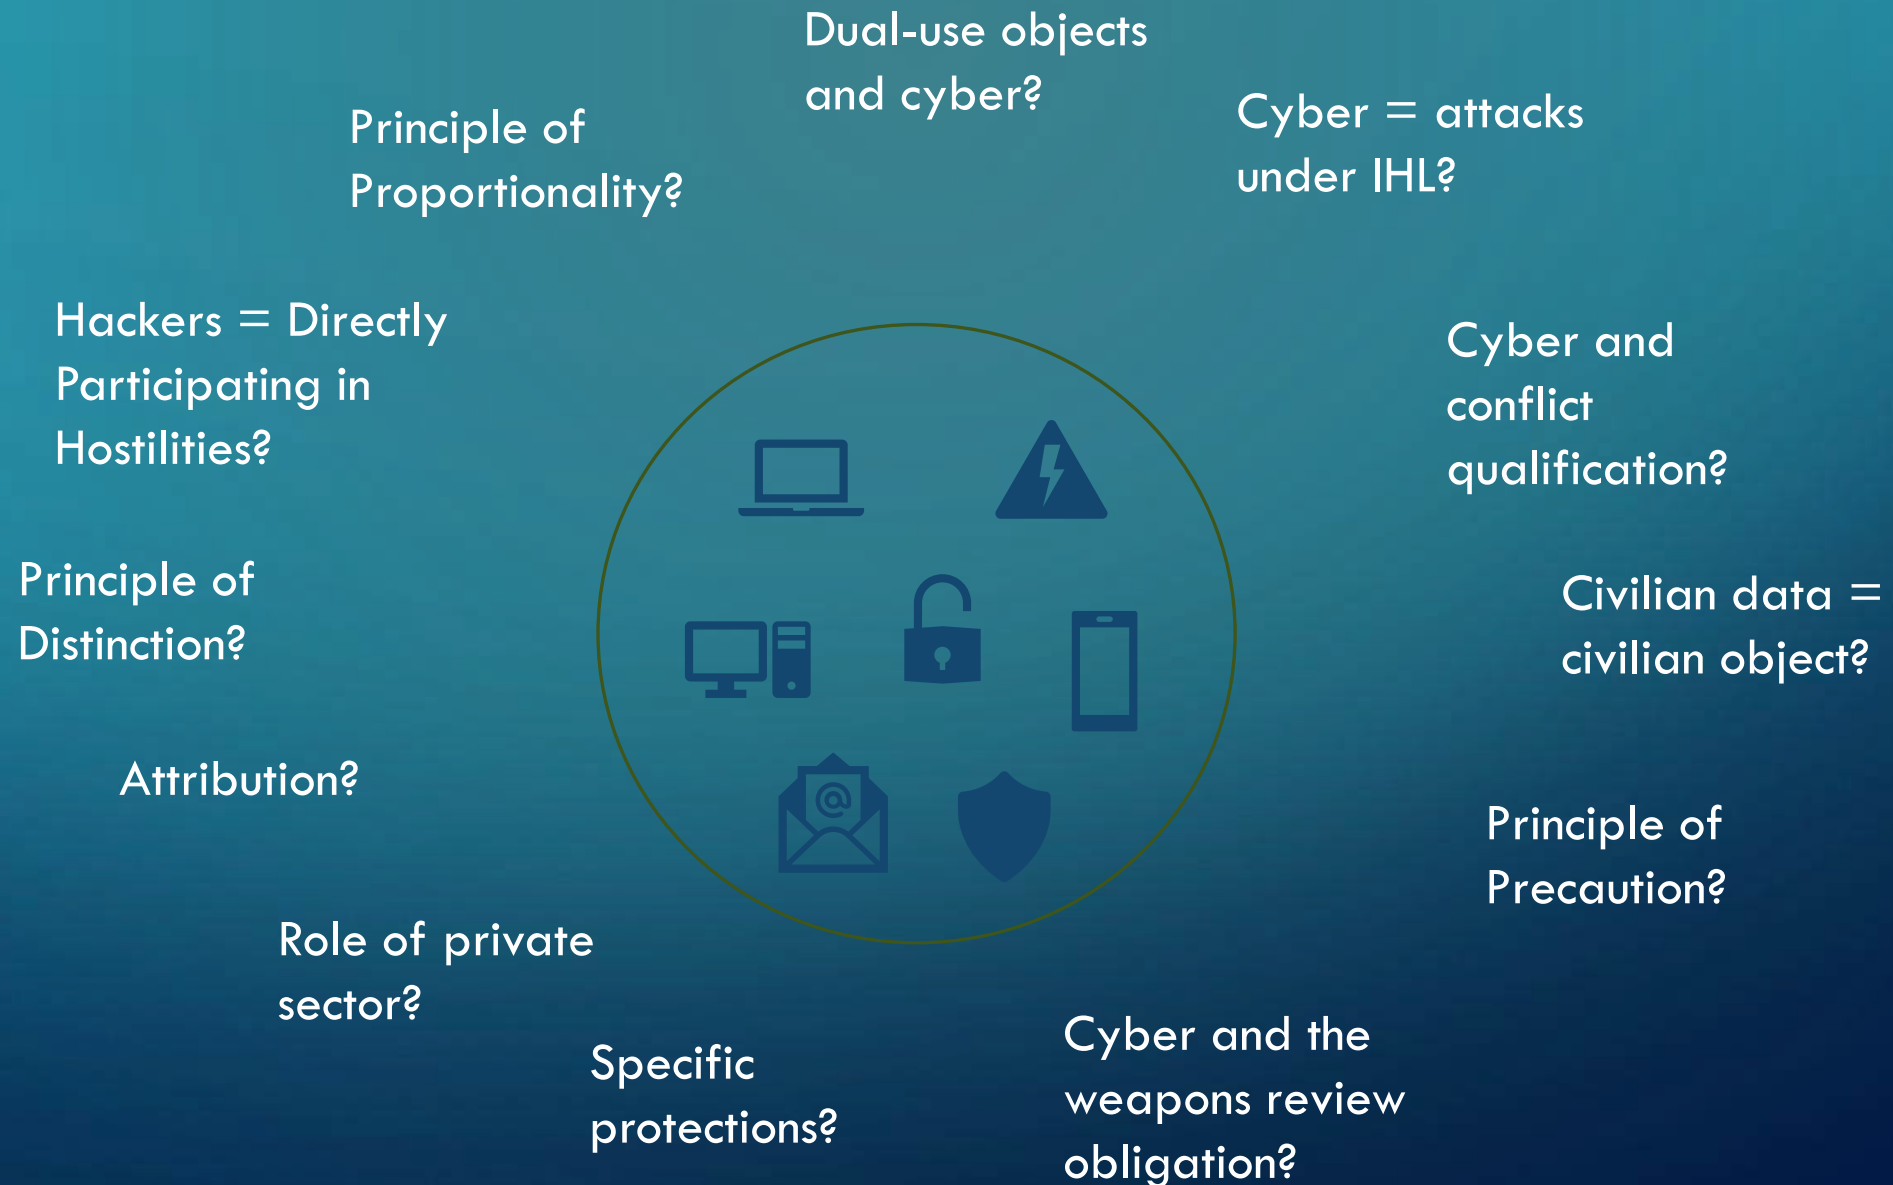 Dual-use objects
and cyber?
Cyber = attacks
under IHL?
Principle of
Proportionality?
Hackers = Directly
Participating in
Hostilities?
Cyber and
conflict
qualification?
Principle of
Distinction?
Civilian data =
civilian object?
Attribution?
@
Principle of
Precaution?
Role of private
sector?
Specific
protections?
Cyber and the
weapons review
obligation?